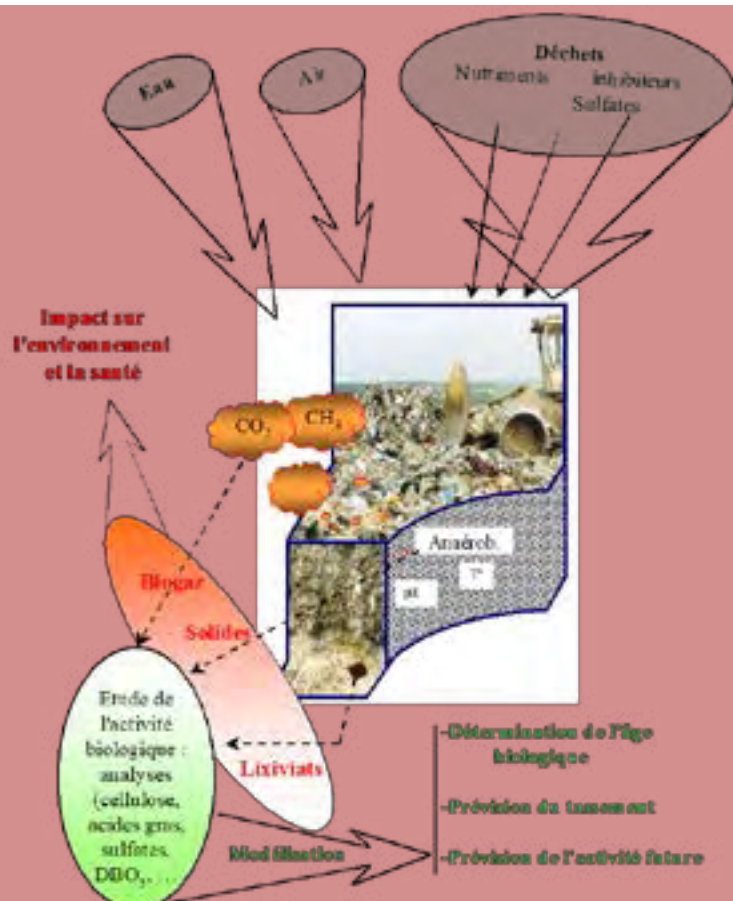 Eau
Air
Déchets
Nutriments inhibiteurs
Sulfates
Impact sur
l'environnement
et la santé
CO₂ CH₄
Anaérob.
T°
Biogaz
Solides
Lixiviats
Etude de
l'activité
biologique :
analyses
(cellulose,
acides gras,
sulfates,
DBO₅, …
Modélisation
-Détermination de l'âge
biologique
-Prévision du tassement
-Prévision de l'activité future